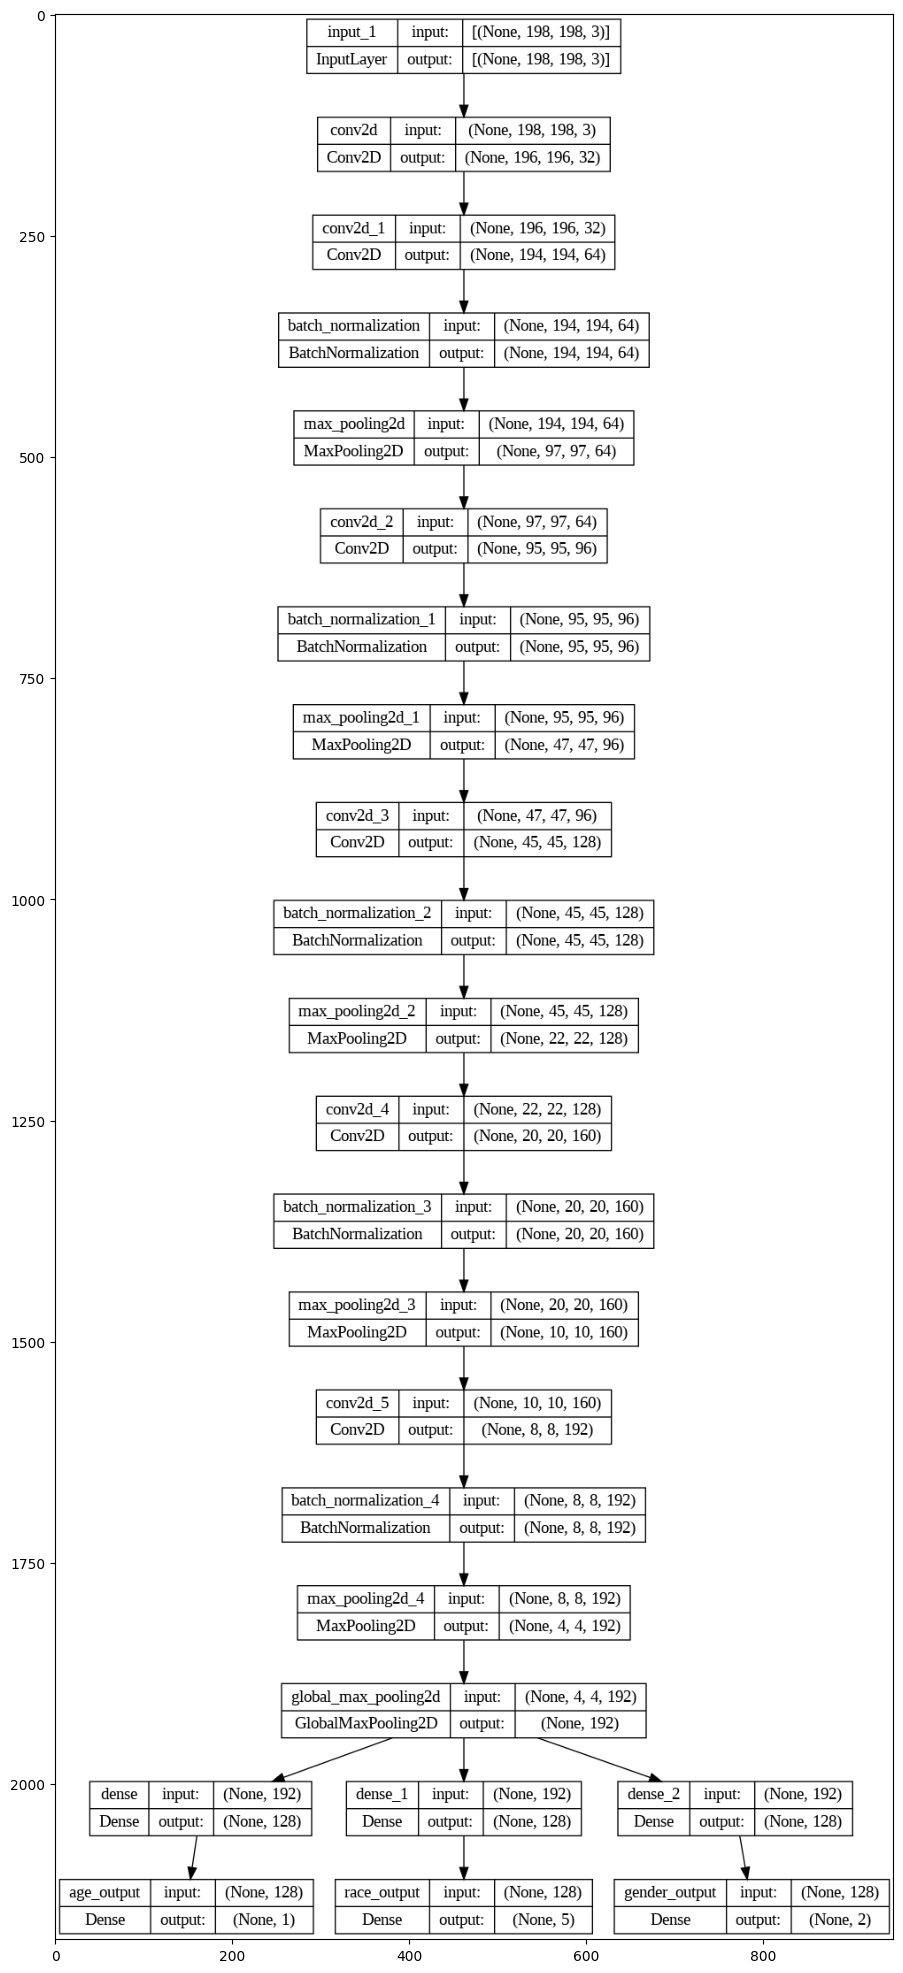 0
input_1 input: [(None, 198, 198, 3)]
InputLayer output: [(None, 198, 198, 3)]
conv2d input: (None, 198, 198, 3)
Conv2D output: (None, 196, 196, 32)
250
conv2d_1 input: (None, 196, 196, 32)
Conv2D output: (None, 194, 194, 64)
batch_normalization input: (None, 194, 194, 64)
BatchNormalization output: (None, 194, 194, 64)
max_pooling2d input: (None, 194, 194, 64)
MaxPooling2D output: (None, 97, 97, 64)
500
conv2d_2 input: (None, 97, 97, 64)
Conv2D output: (None, 95, 95, 96)
batch_normalization_1 input: (None, 95, 95, 96)
BatchNormalization output: (None, 95, 95, 96)
750
max_pooling2d_1 input: (None, 95, 95, 96)
MaxPooling2D output: (None, 47, 47, 96)
conv2d_3 input: (None, 47, 47, 96)
Conv2D output: (None, 45, 45, 128)
1000
batch_normalization_2 input: (None, 45, 45, 128)
BatchNormalization output: (None, 45, 45, 128)
max_pooling2d_2 input: (None, 45, 45, 128)
MaxPooling2D output: (None, 22, 22, 128)
1250
conv2d_4 input: (None, 22, 22, 128)
Conv2D output: (None, 20, 20, 160)
batch_normalization_3 input: (None, 20, 20, 160)
BatchNormalization output: (None, 20, 20, 160)
max_pooling2d_3 input: (None, 20, 20, 160)
MaxPooling2D output: (None, 10, 10, 160)
1500
conv2d_5 input: (None, 10, 10, 160)
Conv2D output: (None, 8, 8, 192)
batch_normalization_4 input: (None, 8, 8, 192)
BatchNormalization output: (None, 8, 8, 192)
1750
max_pooling2d_4 input: (None, 8, 8, 192)
MaxPooling2D output: (None, 4, 4, 192)
global_max_pooling2d input: (None, 4, 4, 192)
GlobalMaxPooling2D output: (None, 192)
2000
dense input: (None, 192) dense_1 input: (None, 192) dense_2 input: (None, 192)
Dense output: (None, 128) Dense output: (None, 128) Dense output: (None, 128)
age_output input: (None, 128) race_output input: (None, 128) gender_output input: (None, 128)
Dense output: (None, 1) Dense output: (None, 5) Dense output: (None, 2)
0 200 400 600 800